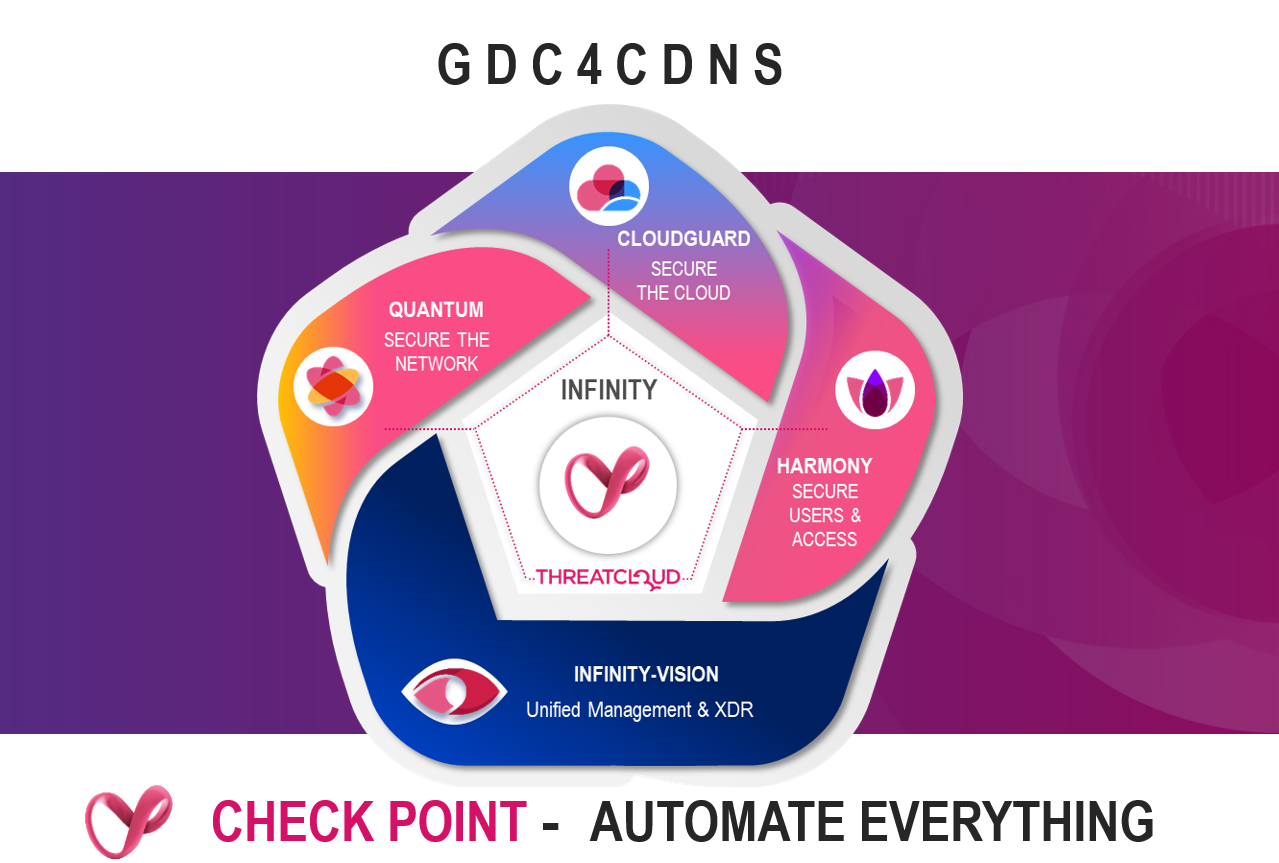 GDC4CDNS
CLOUDGUARD
SECURE
THE CLOUD
QUANTUM
SECURE THE
NETWORK
INFINITY
HARMONY
SECURE
USERS &
ACCESS
THREATCLOUD
INFINITY-VISION
Unified Management & XDR
CHECK POINT - AUTOMATE EVERYTHING